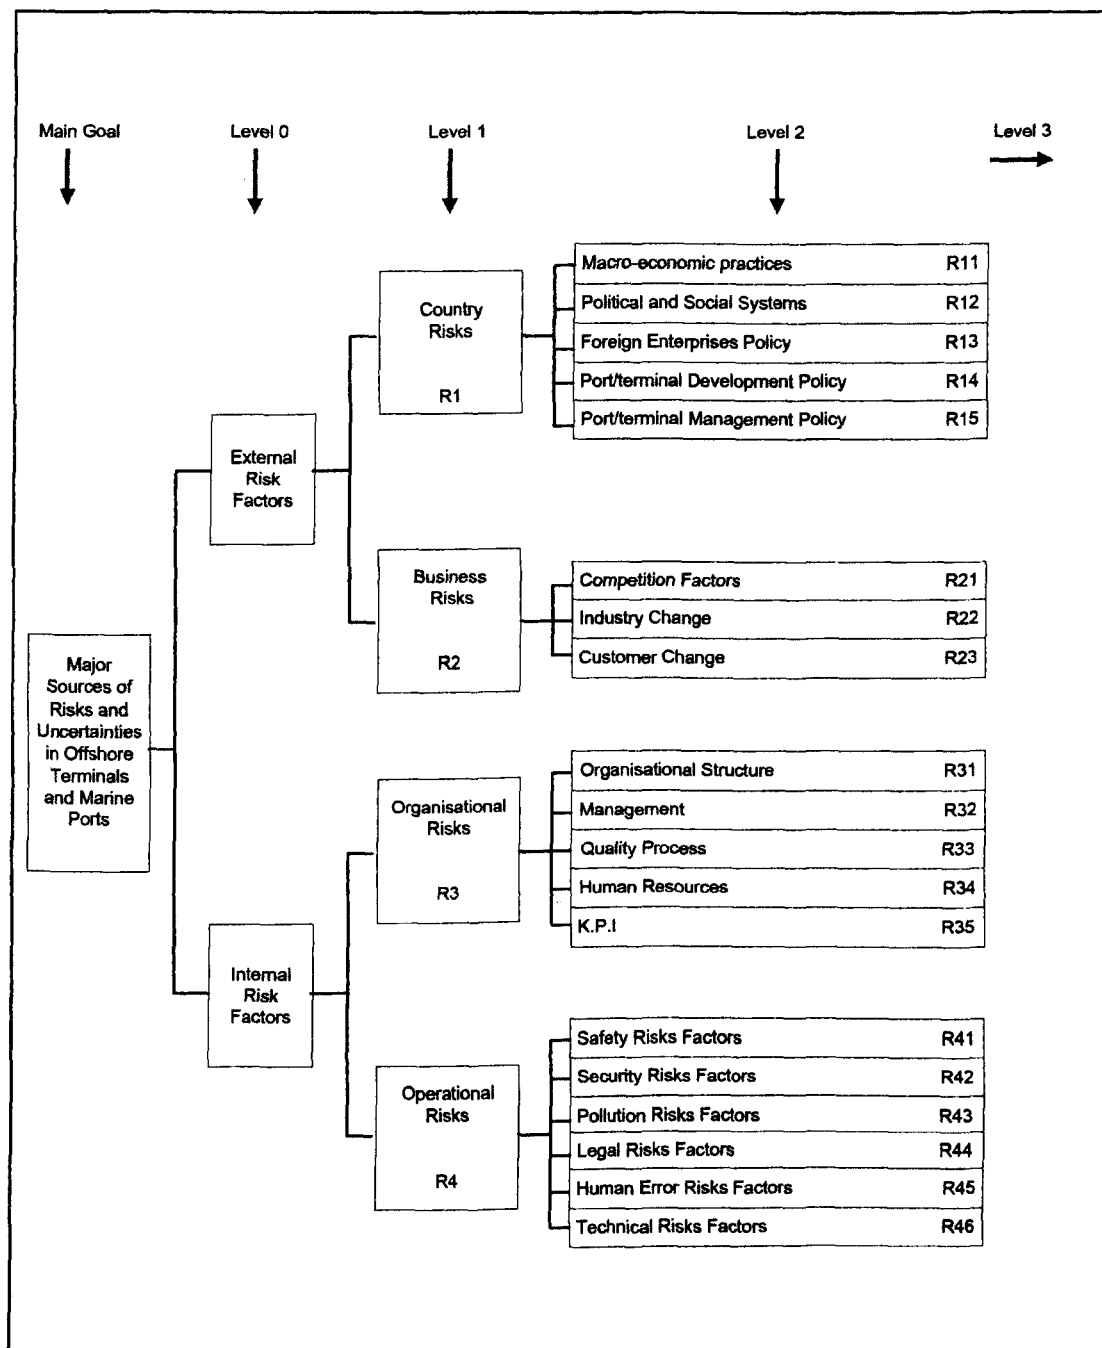 Main Goal
Level 0
Level 1
Level 2
Level 3
Major
Sources of
Risks and
Uncertainties
in Offshore
Terminals
and Marine
Ports
External
Risk
Factors
Internal
Risk
Factors
Country
Risks
R1
Macro-economic practices R11
Political and Social Systems R12
Foreign Enterprises Policy R13
Port/terminal Development Policy R14
Port/terminal Management Policy R15
Business
Risks
R2
Competition Factors R21
Industry Change R22
Customer Change R23
Organisational
Risks
R3
Organisational Structure R31
Management R32
Quality Process R33
Human Resources R34
K.P.I R35
Operational
Risks
R4
Safety Risks Factors R41
Security Risks Factors R42
Pollution Risks Factors R43
Legal Risks Factors R44
Human Error Risks Factors R45
Technical Risks Factors R46